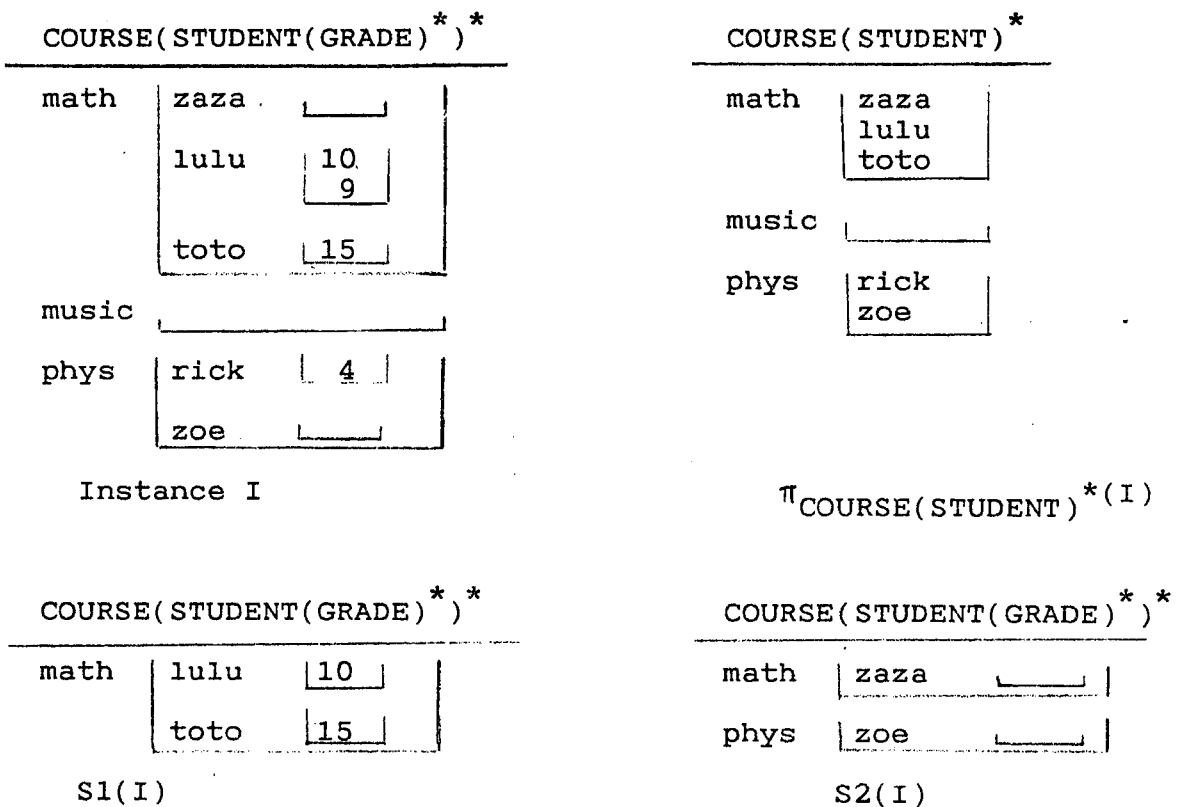 COURSE(STUDENT(GRADE)*)*
math zaza
lulu 10
9
toto 15
music
phys rick 4
zoe
Instance I
COURSE(STUDENT)*
math zaza
lulu
toto
music
phys rick
zoe
πCOURSE(STUDENT)*(I)
COURSE(STUDENT(GRADE)*)*
math lulu 10
toto 15
S1(I)
COURSE(STUDENT(GRADE)*)*
math zaza
phys zoe
S2(I)